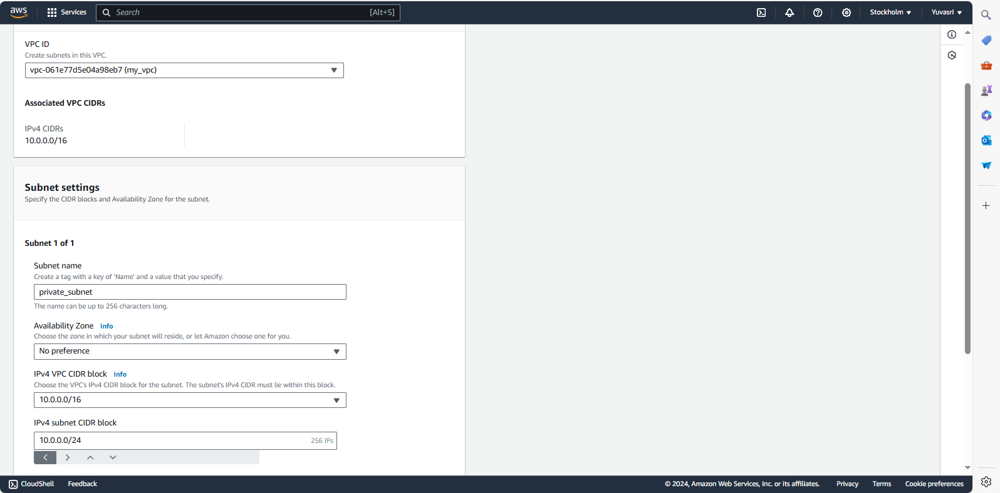 aws Services Search [Alt+S] Stockholm ▼ Yuvasri ▼
VPC ID
Create subnets in this VPC.
vpc-061e77d5e04a98eb7 (my_vpc)
Associated VPC CIDRs
IPv4 CIDRs
10.0.0.0/16
Subnet settings
Specify the CIDR blocks and Availability Zone for the subnet.
Subnet 1 of 1
Subnet name
Create a tag with a key of 'Name' and a value that you specify.
private_subnet
The name can be up to 256 characters long.
Availability Zone Info
Choose the zone in which your subnet will reside, or let Amazon choose one for you.
No preference
IPv4 VPC CIDR block Info
Choose the VPC's IPv4 CIDR block for the subnet. The subnet's IPv4 CIDR must lie within this block.
10.0.0.0/16
IPv4 subnet CIDR block
10.0.0.0/24 256 IPs
CloudShell Feedback © 2024, Amazon Web Services, Inc. or its affiliates. Privacy Terms Cookie preferences